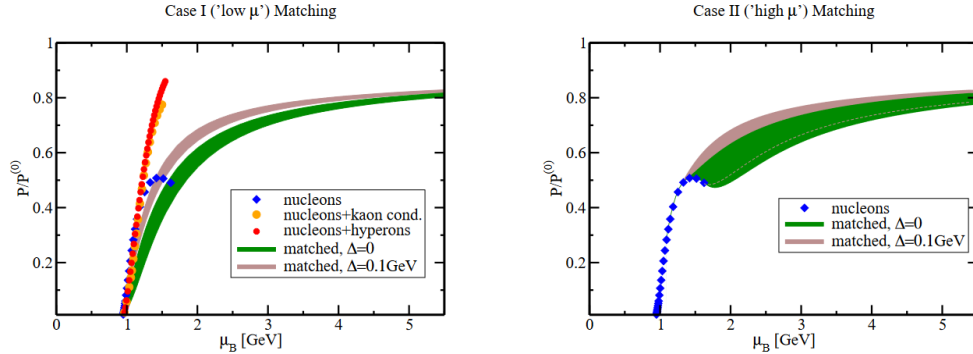 Case I ('low μ') Matching
P/P(0)
1
0.8
0.6
0.4
0.2
0 1 2 3 4 5
μB [GeV]
nucleons
nucleons+kaon cond.
nucleons+hyperons
matched, Δ=0
matched, Δ=0.1GeV
Case II ('high μ') Matching
P/P(0)
1
0.8
0.6
0.4
0.2
0 1 2 3 4 5
μB [GeV]
nucleons
matched, Δ=0
matched, Δ=0.1GeV